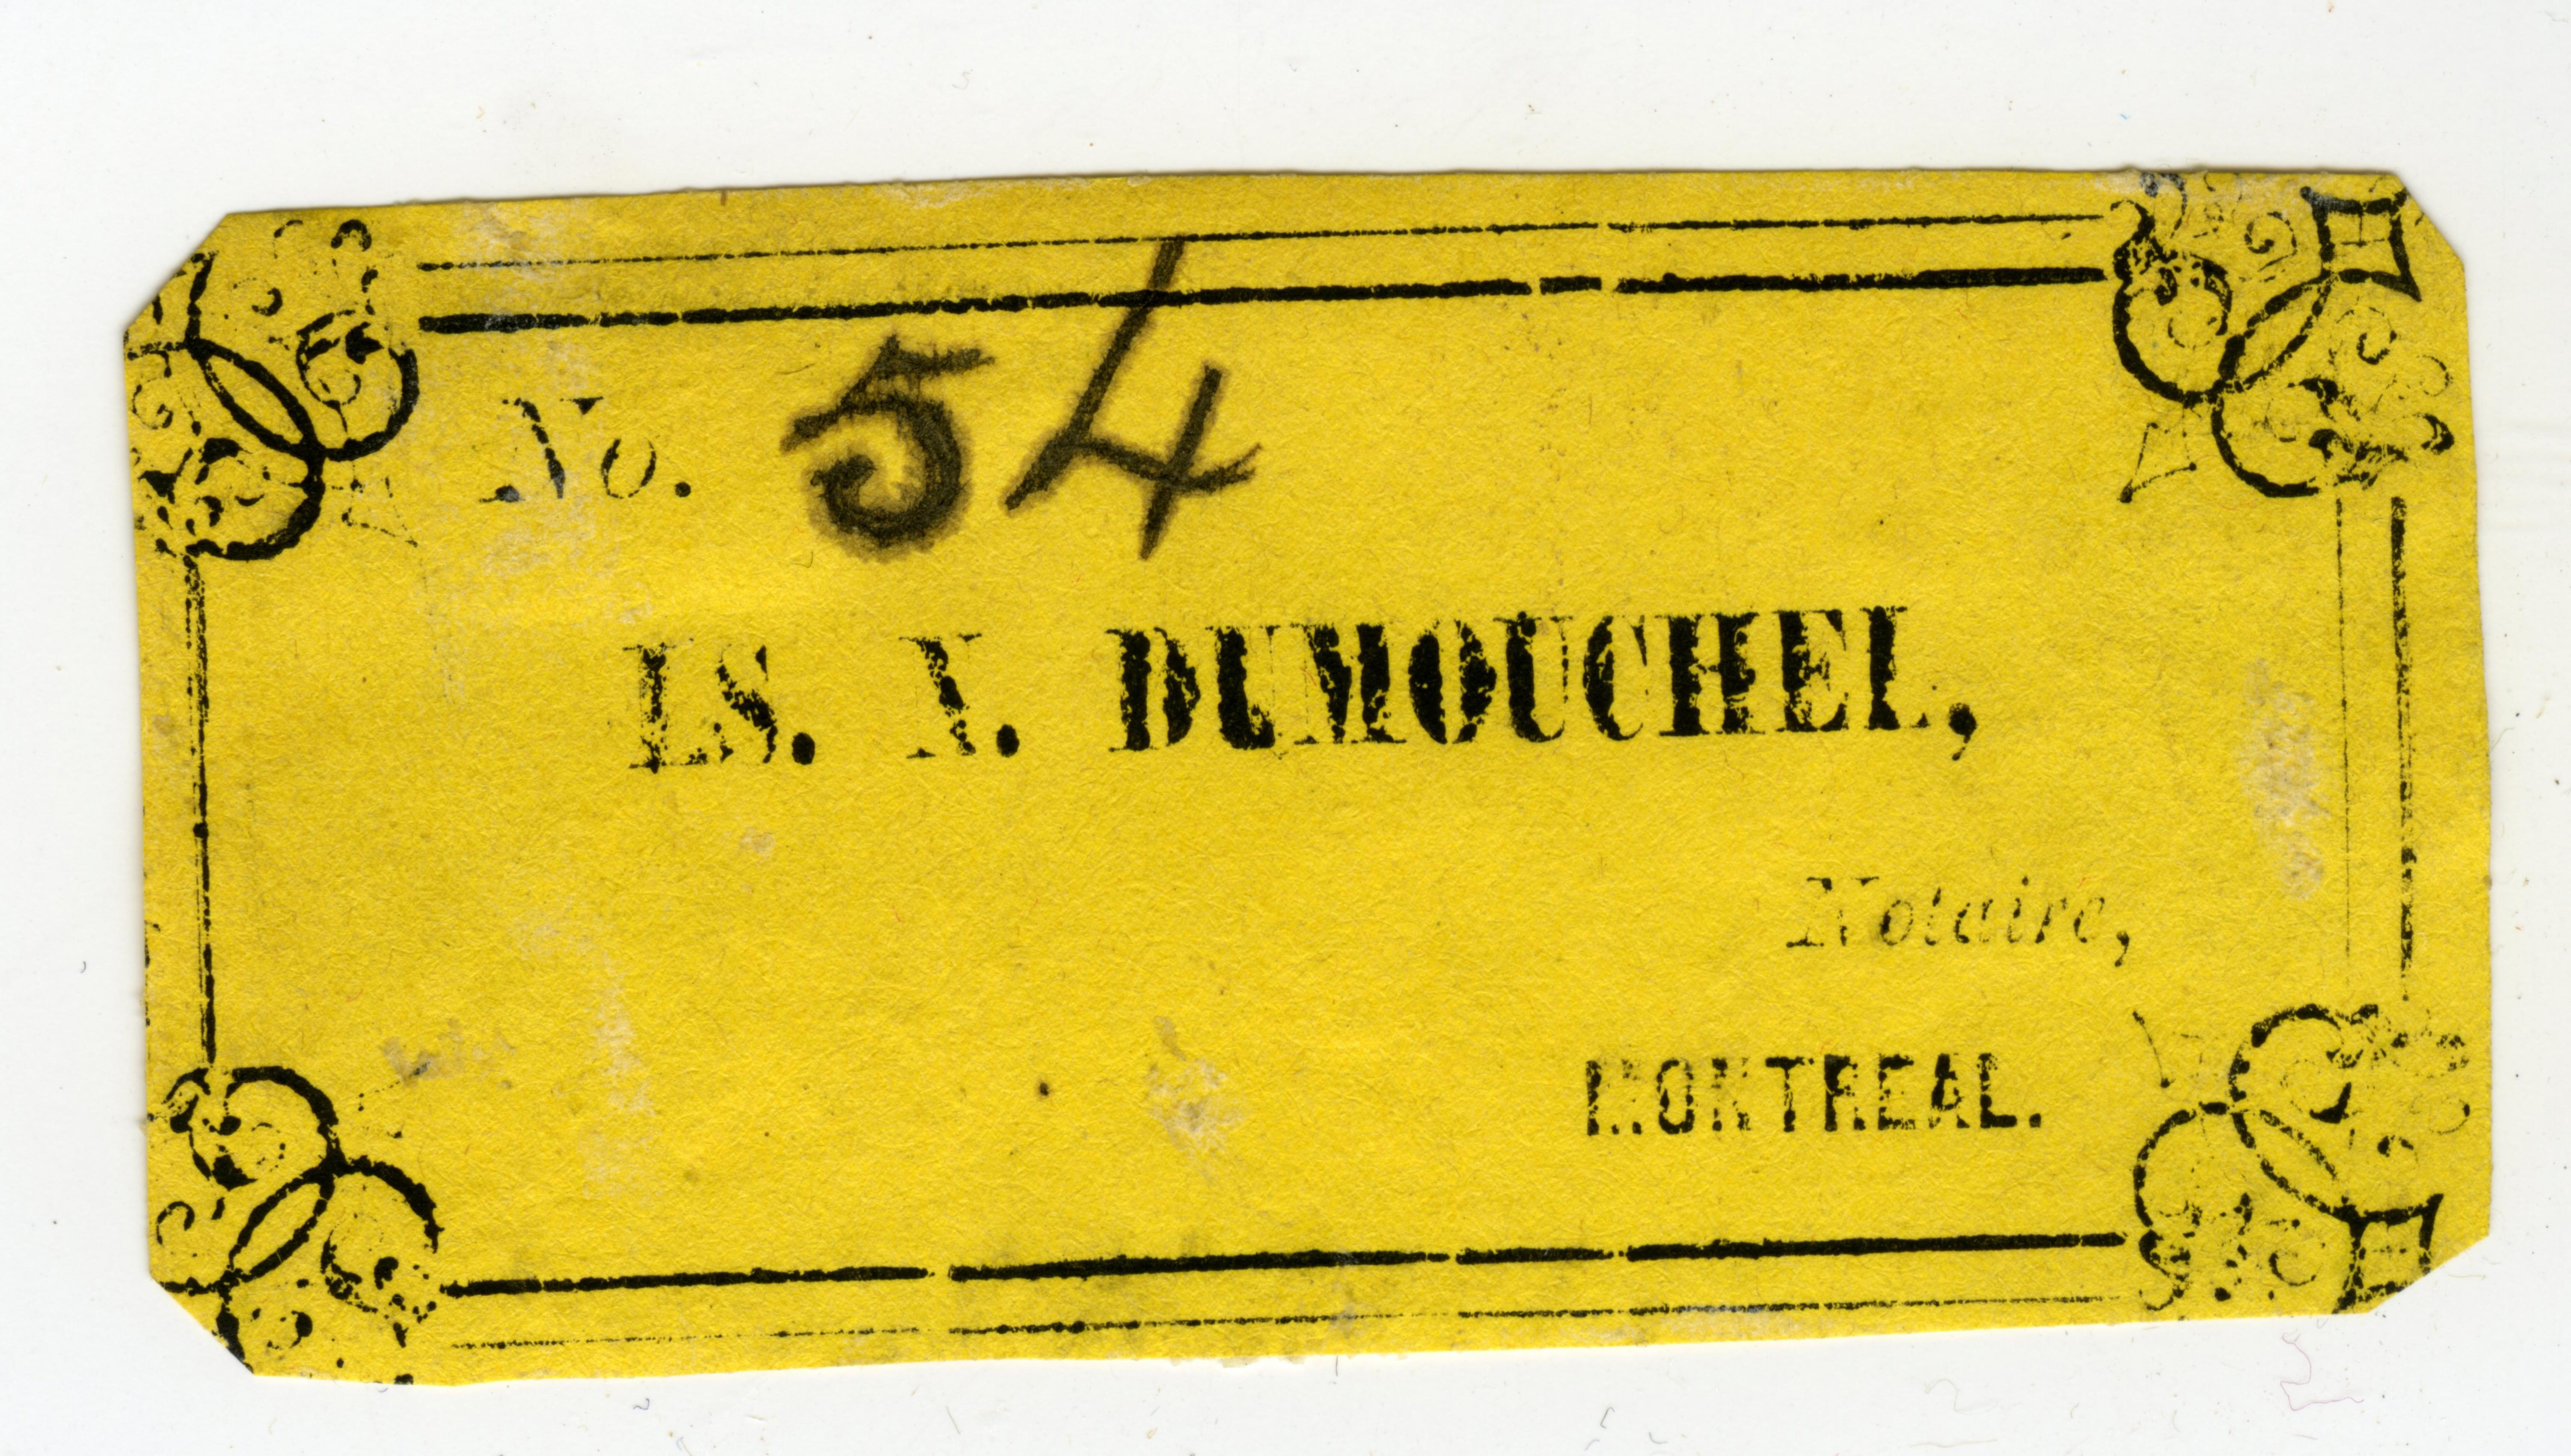 No. 54
LS. N. DUMOUCHEL,
Notaire,
MONTREAL.